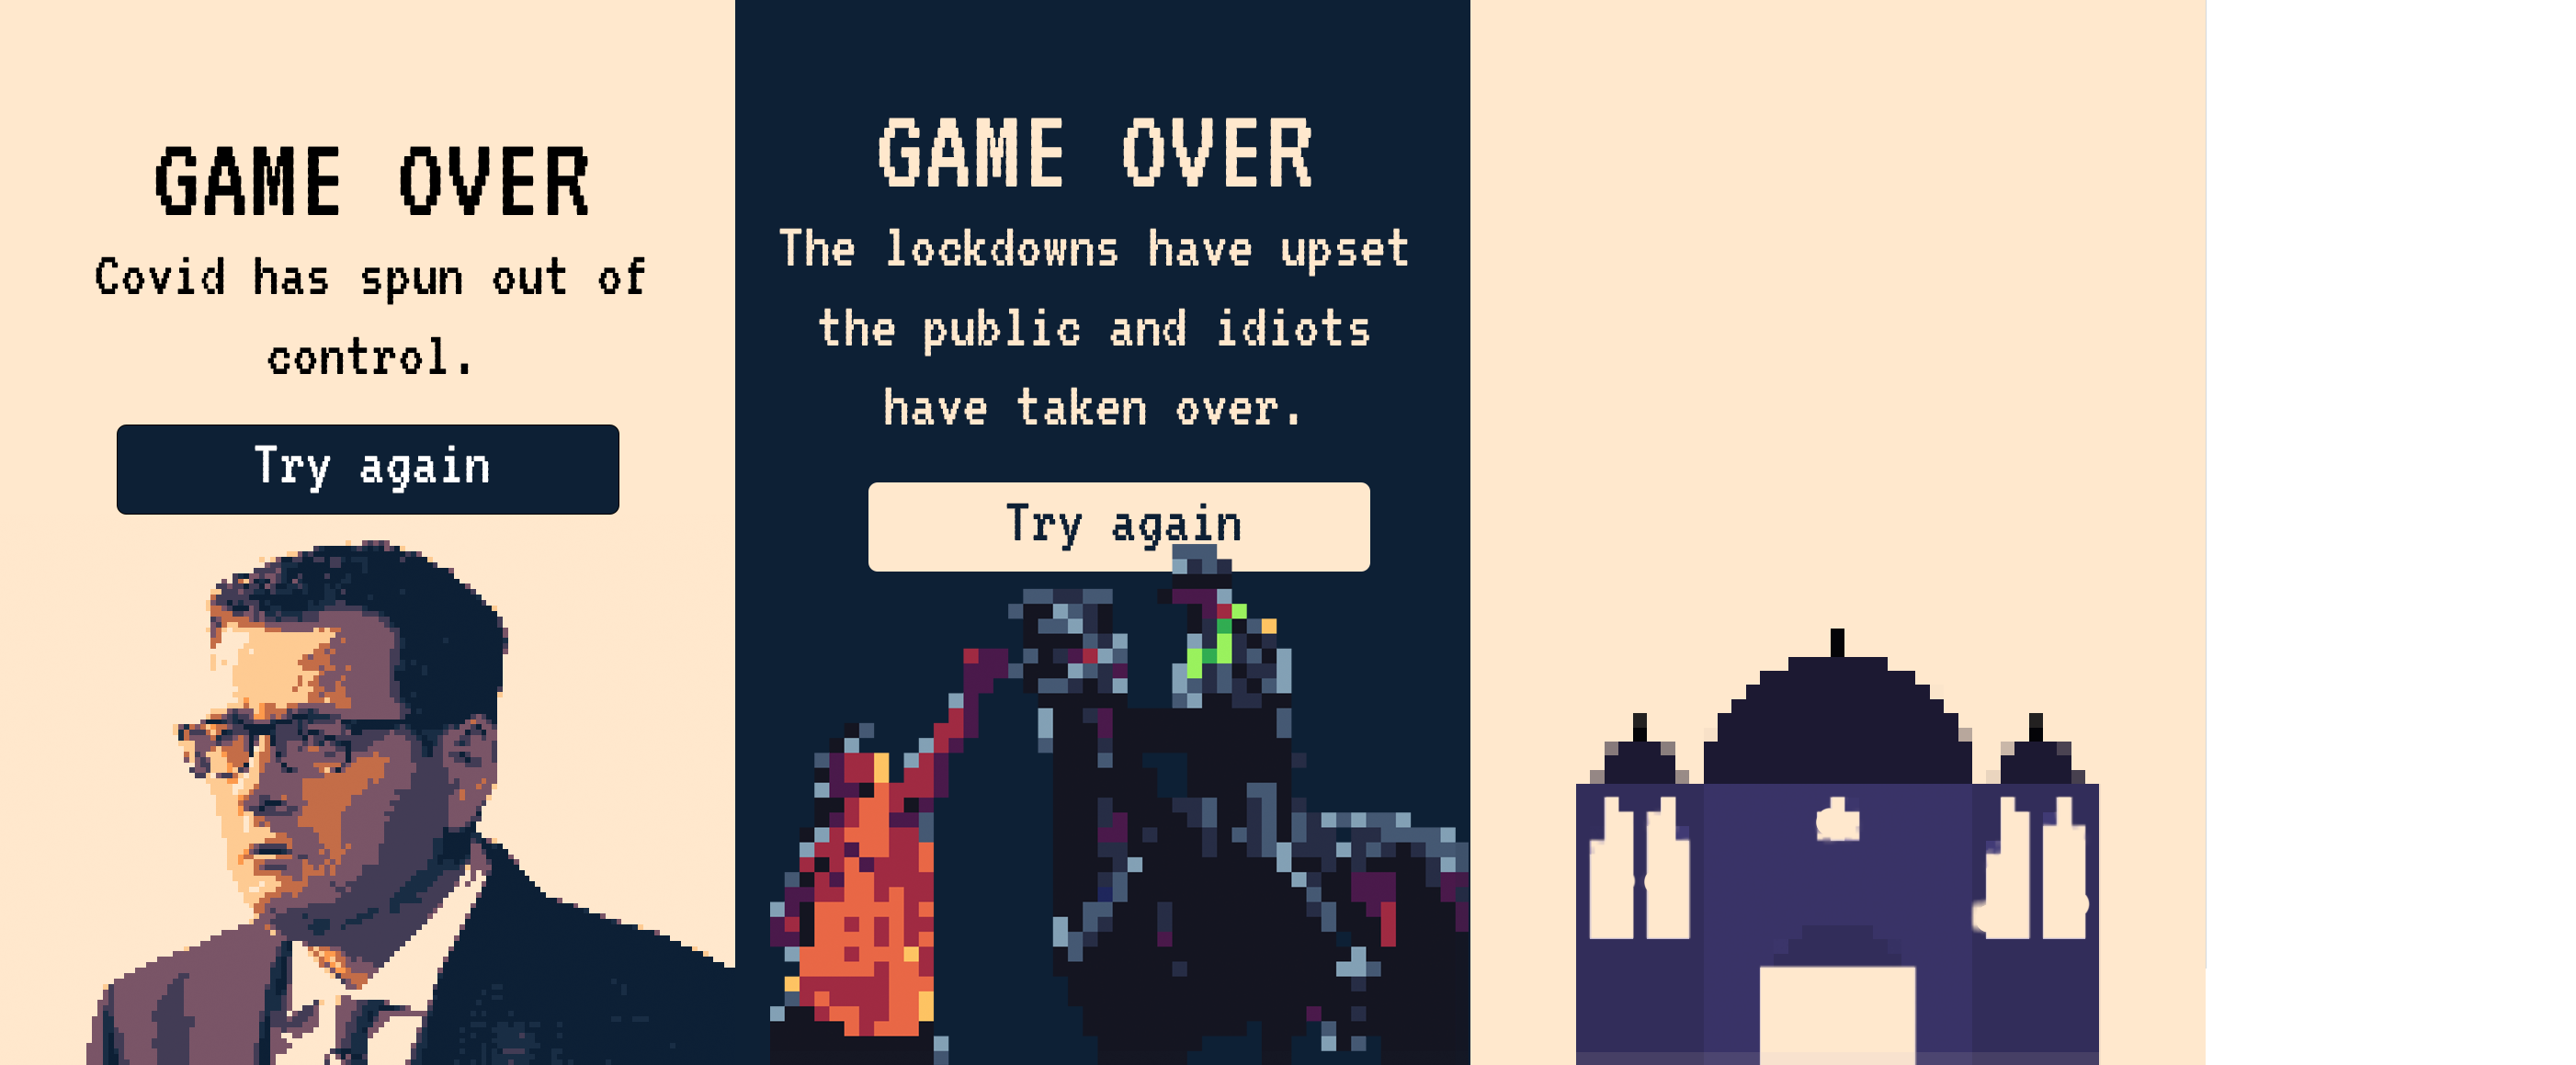 GAME OVER
Covid has spun out of
control.
Try again
GAME OVER
The lockdowns have upset
the public and idiots
have taken over.
Try again